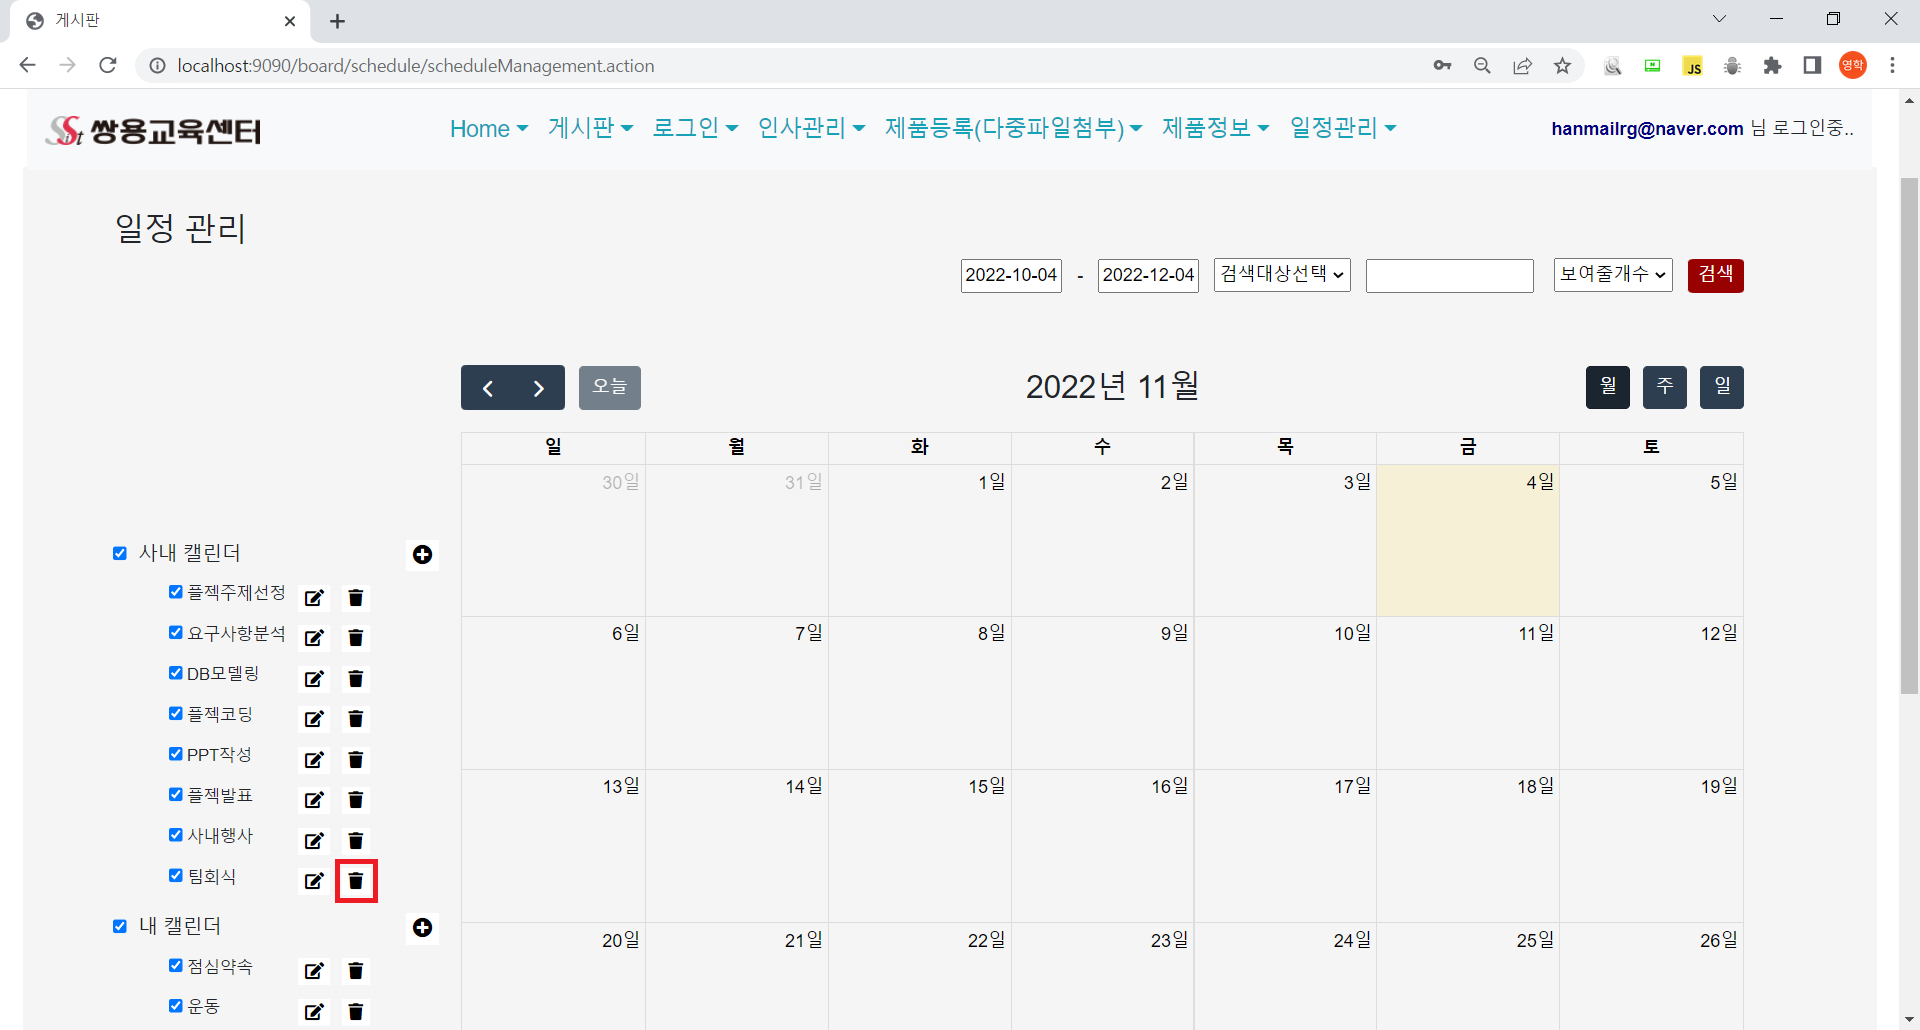 게시판
localhost:9090/board/schedule/scheduleManagement.action
JS
영학
Sist 쌍용교육센터
Home 게시판 로그인 인사관리 제품등록(다중파일첨부) 제품정보 일정관리
hanmailrg@naver.com 님 로그인중..
일정 관리
2022-10-04 - 2022-12-04 검색대상선택 보여줄개수 검색
오늘 2022년 11월 월 주 일
일 월 화 수 목 금 토
30일 31일 1일 2일 3일 4일 5일
6일 7일 8일 9일 10일 11일 12일
13일 14일 15일 16일 17일 18일 19일
20일 21일 22일 23일 24일 25일 26일
사내 캘린더
플젝주제선정
요구사항분석
DB모델링
플젝코딩
PPT작성
플젝발표
사내행사
팀회식
내 캘린더
점심약속
운동